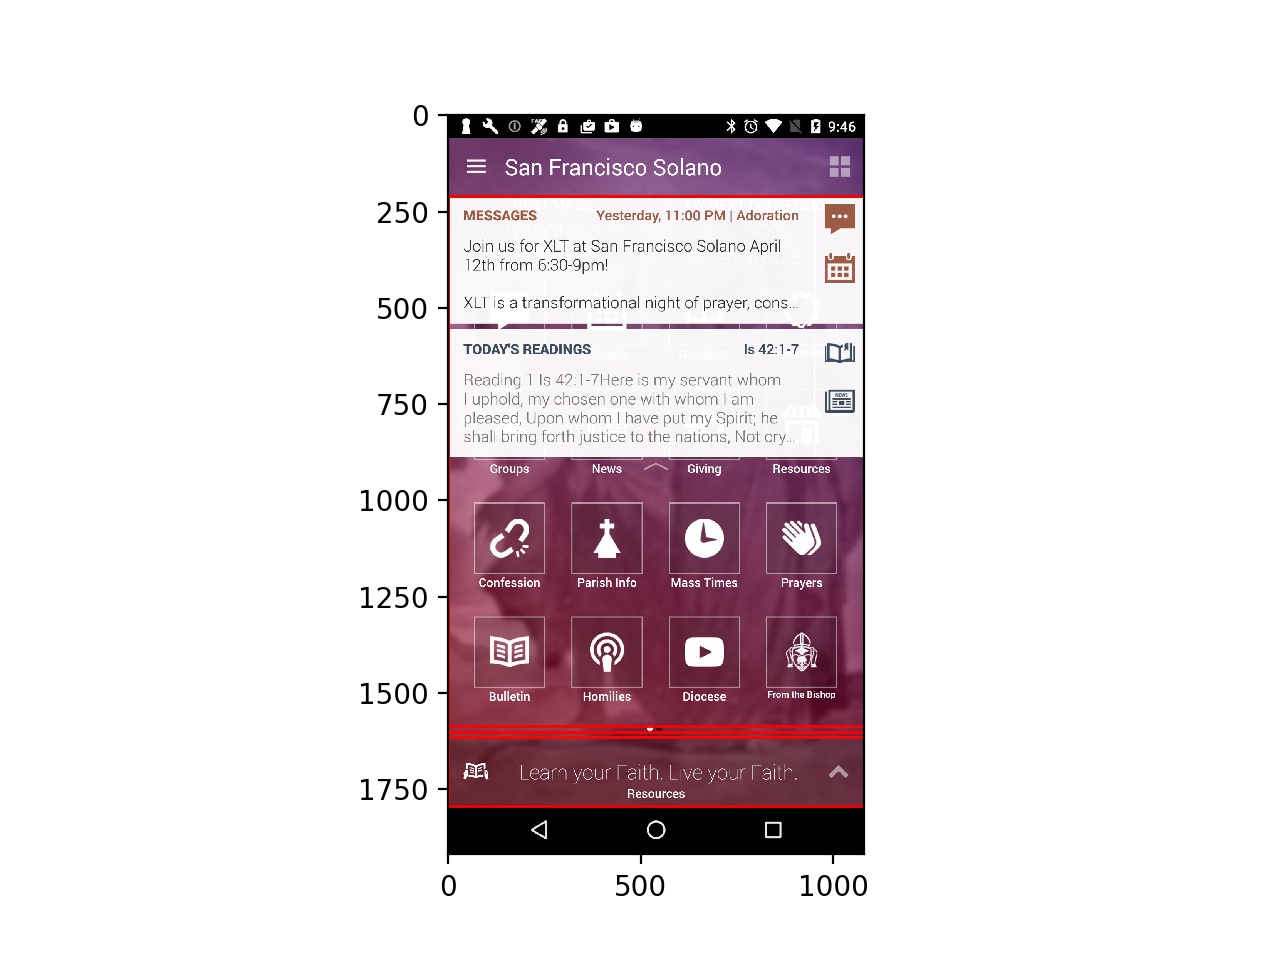 0
250
500
750
1000
1250
1500
1750
9:46
San Francisco Solano
MESSAGES Yesterday, 11:00 PM | Adoration
Join us for XLT at San Francisco Solano April
12th from 6:30-9pm!
XLT is a transformational night of prayer, cons...
TODAY'S READINGS Is 42:1-7
Reading 1 Is 42:1-7Here is my servant whom
I uphold, my chosen one with whom I am
pleased, Upon whom I have put my Spirit; he
shall bring forth justice to the nations, Not cry...
Groups News Giving Resources
Confession Parish Info Mass Times Prayers
Bulletin Homilies Diocese From the Bishop
Learn your Faith. Live your Faith.
Resources
0 500 1000